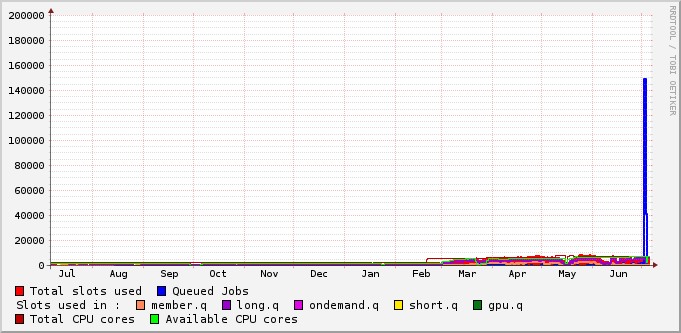 200000
180000
160000
140000
120000
100000
80000
60000
40000
20000
0
Jul Aug Sep Oct Nov Dec Jan Feb Mar Apr May Jun
Total slots used Queued Jobs
Slots used in : member.q long.q ondemand.q short.q gpu.q
Total CPU cores Available CPU cores
RRDTOOL / TOBI OETIKER